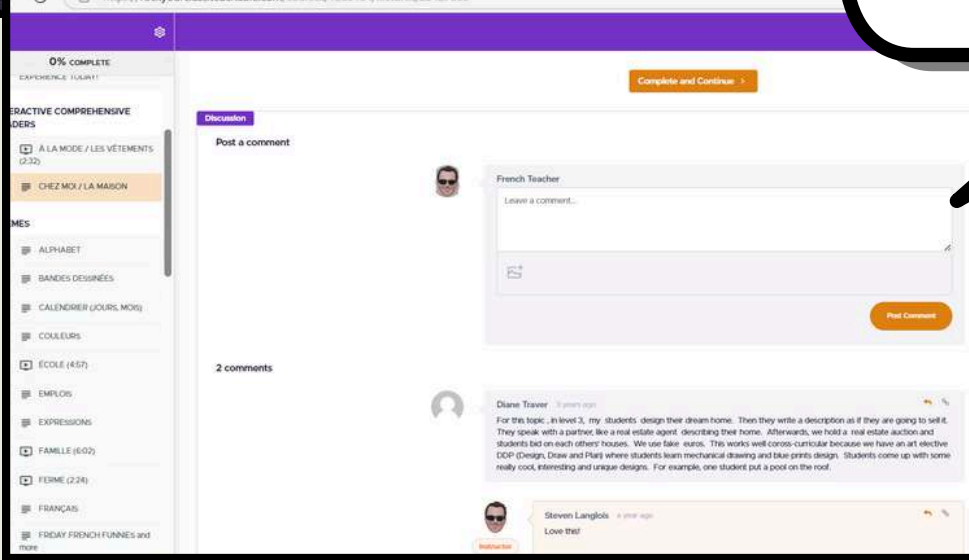 0% COMPLETE
EXPERIENCE TODAY!
ERACTIVE COMPREHENSIVE
DERS
À LA MODE / LES VÊTEMENTS
(2:32)
CHEZ MOI / LA MAISON
MES
ALPHABET
BANDES DESSINÉES
CALENDRIER (JOURS, MOIS)
COULEURS
ÉCOLE (4:57)
EMPLOIS
EXPRESSIONS
FAMILLE (6:02)
FERME (2:24)
FRANÇAIS
FRIDAY FRENCH FUNNIES and
more
Complete and Continue >
Discussion
Post a comment
French Teacher
Leave a comment...
Post Comment
2 comments
Diane Traver 3 years ago
For this topic , in level 3, my students design their dream home. Then they write a description as if they are going to sell it.
They speak with a partner, like a real estate agent describing their home. Afterwards, we hold a real estate auction and
students bid on each others' houses. We use fake euros. This works well coross-curricular because we have an art elective
DDP (Design, Draw and Plan) where students learn mechanical drawing and blue prints design. Students come up with some
really cool, interesting and unique designs. For example, one student put a pool on the roof.
Steven Langlois a year ago
Love this!
Instructor